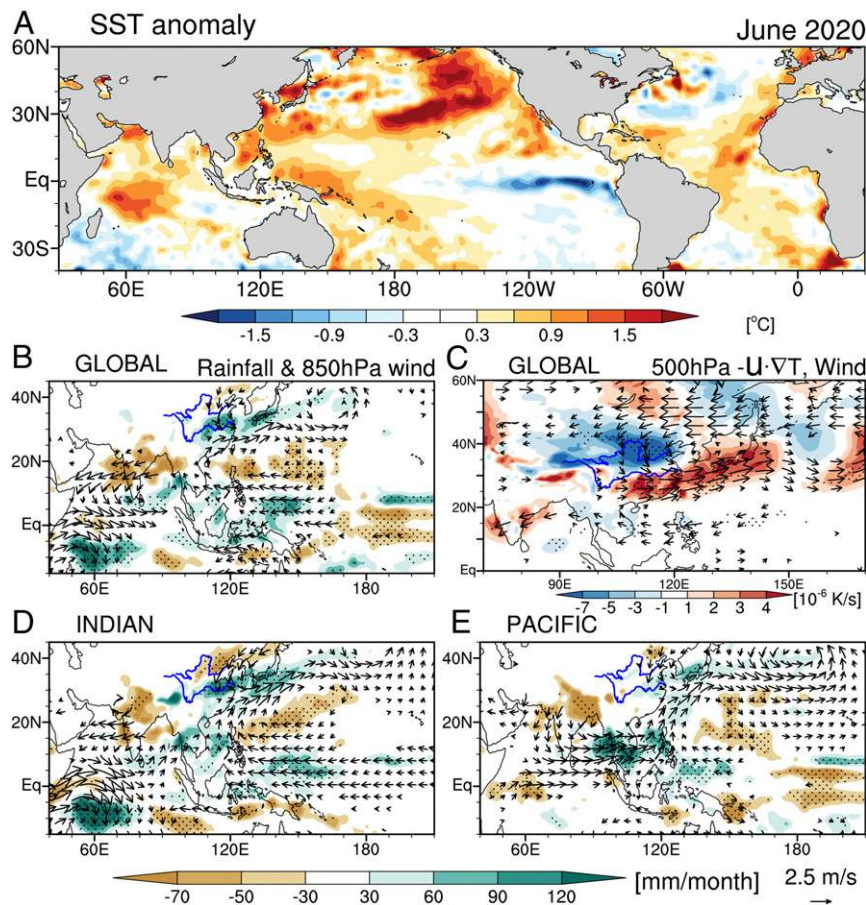 A SST anomaly June 2020
60N
30N
Eq
30S
60E 120E 180 120W 60W 0
-1.5 -0.9 -0.3 0.3 0.9 1.5 [°C]
B GLOBAL Rainfall & 850hPa wind
40N
20N
Eq
60E 120E 180
C GLOBAL 500hPa -u·∇T, Wind
60N
40N
20N
Eq
90E 120E 150E
-7 -5 -3 -1 1 2 3 4 [10⁻⁶ K/s]
D INDIAN
40N
20N
Eq
60E 120E 180
E PACIFIC
40N
20N
Eq
60E 120E 180
-70 -50 -30 30 60 90 120 [mm/month] 2.5 m/s